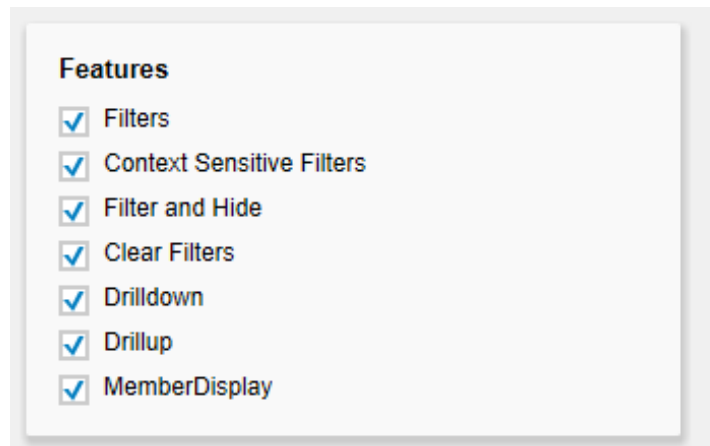 Features
Filters
Context Sensitive Filters
Filter and Hide
Clear Filters
Drilldown
Drillup
MemberDisplay